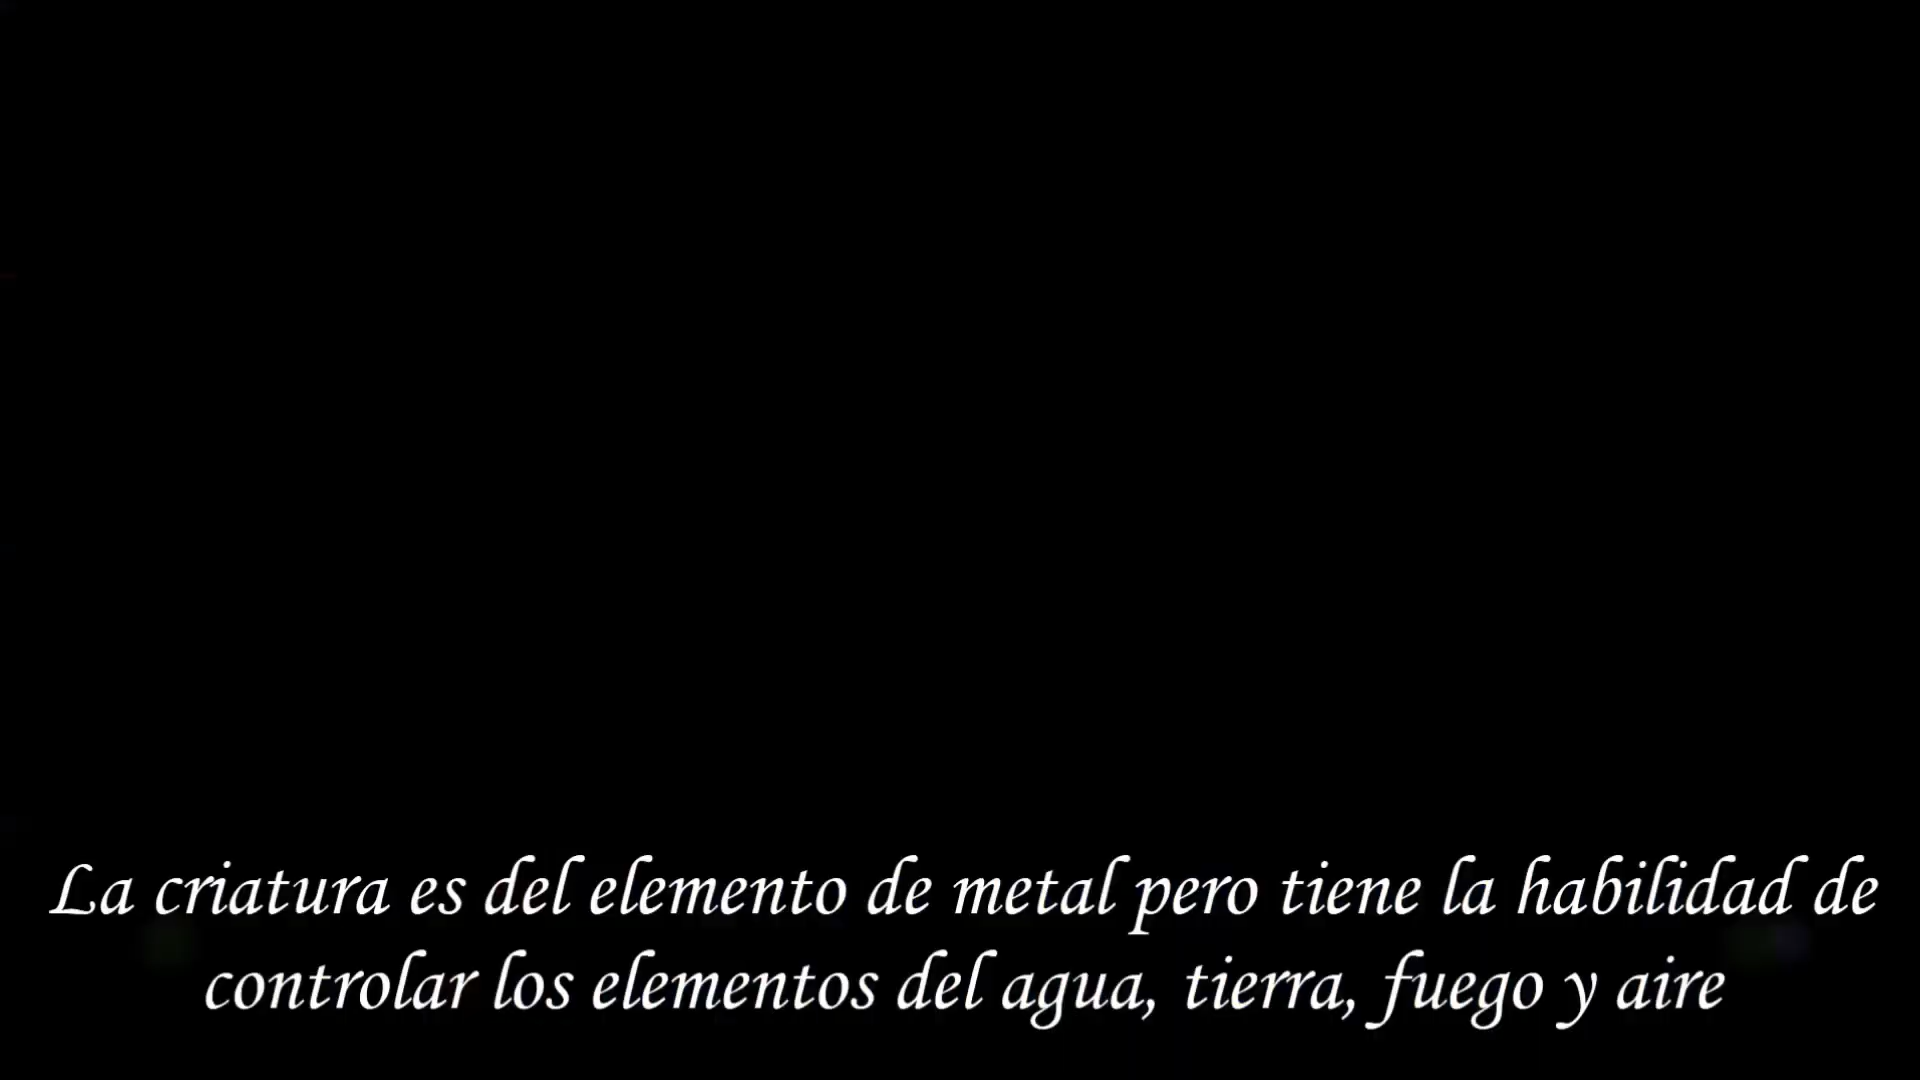 La criatura es del elemento de metal pero tiene la habilidad de
controlar los elementos del agua, tierra, fuego y aire